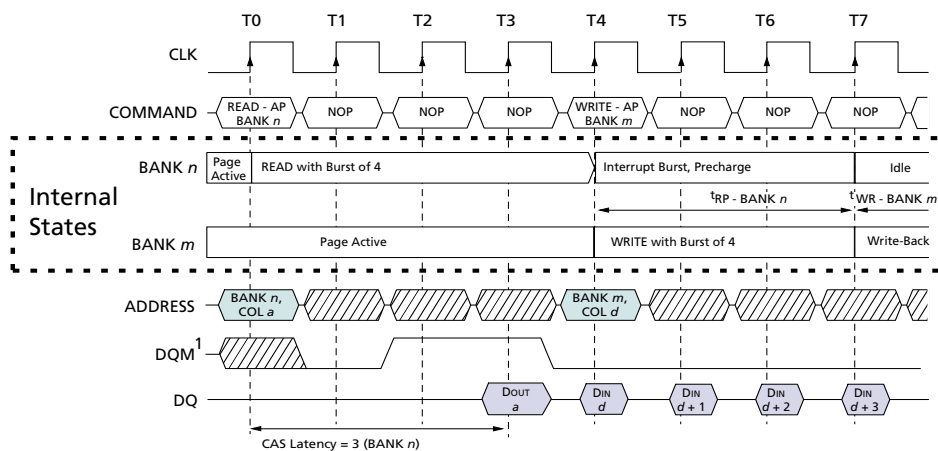 T0 T1 T2 T3 T4 T5 T6 T7
CLK
COMMAND
READ - AP
BANK n
NOP
NOP
NOP
WRITE - AP
BANK m
NOP
NOP
NOP
Internal
States
BANK n
Page
Active
READ with Burst of 4
Interrupt Burst, Precharge
Idle
tRP - BANK n
tWR - BANK m
BANK m
Page Active
WRITE with Burst of 4
Write-Back
ADDRESS
BANK n,
COL a
BANK m,
COL d
DQM1
DQ
DOUT
a
DIN
d
DIN
d + 1
DIN
d + 2
DIN
d + 3
CAS Latency = 3 (BANK n)